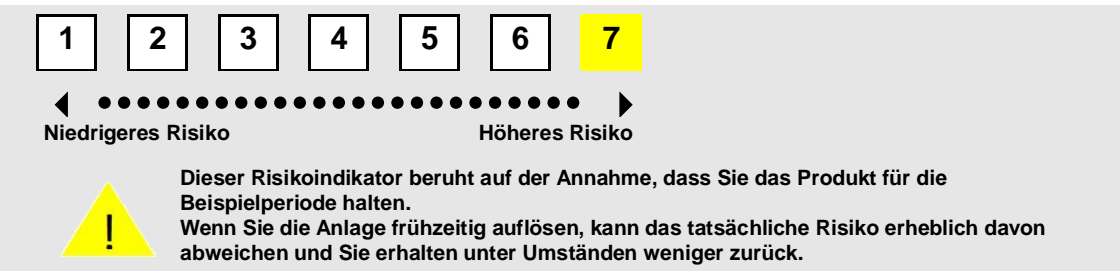 1 2 3 4 5 6 7
Niedrigeres Risiko Höheres Risiko
Dieser Risikoindikator beruht auf der Annahme, dass Sie das Produkt für die
Beispielperiode halten.
Wenn Sie die Anlage frühzeitig auflösen, kann das tatsächliche Risiko erheblich davon
abweichen und Sie erhalten unter Umständen weniger zurück.
!